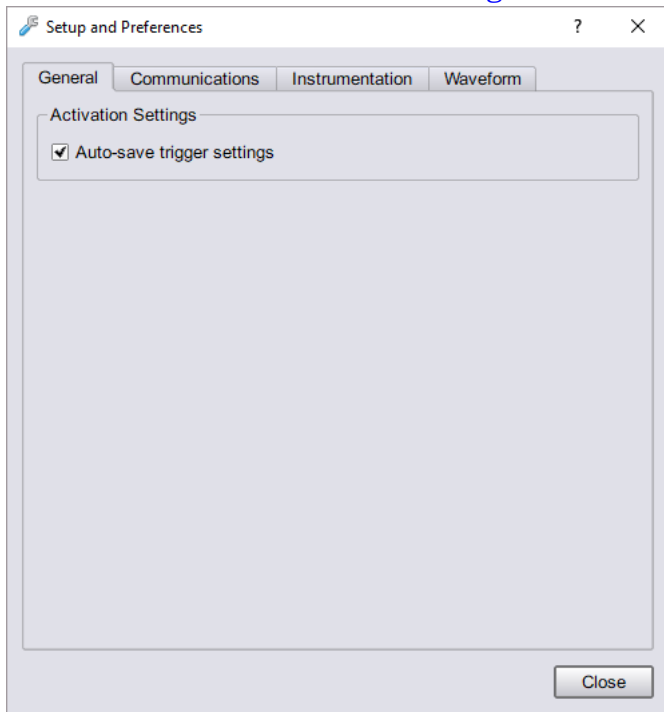 Setup and Preferences ? ×
General Communications Instrumentation Waveform
Activation Settings
Auto-save trigger settings
Close